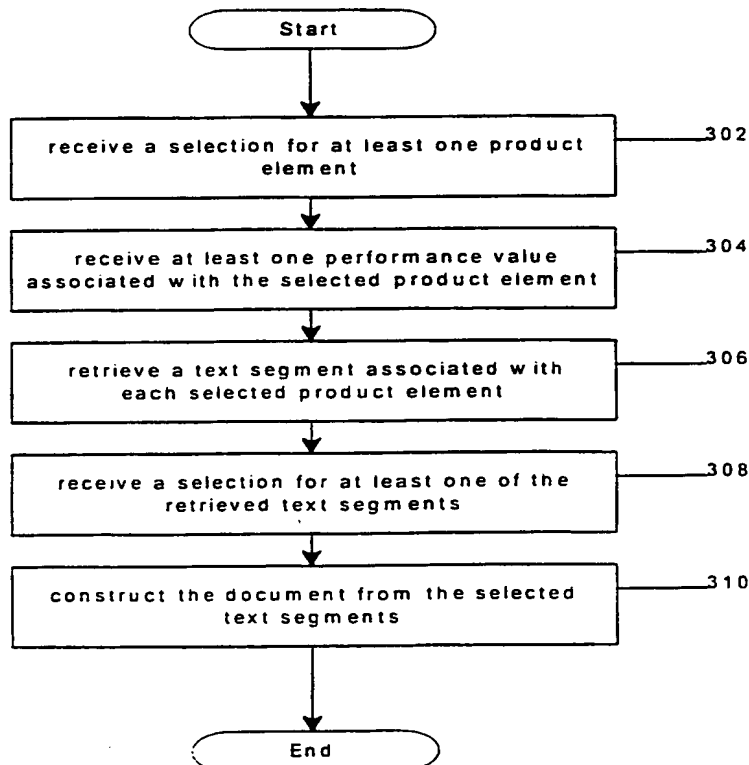 Start
receive a selection for at least one product
element
302
receive at least one performance value
associated with the selected product element
304
retrieve a text segment associated with
each selected product element
306
receive a selection for at least one of the
retrieved text segments
308
construct the document from the selected
text segments
310
End